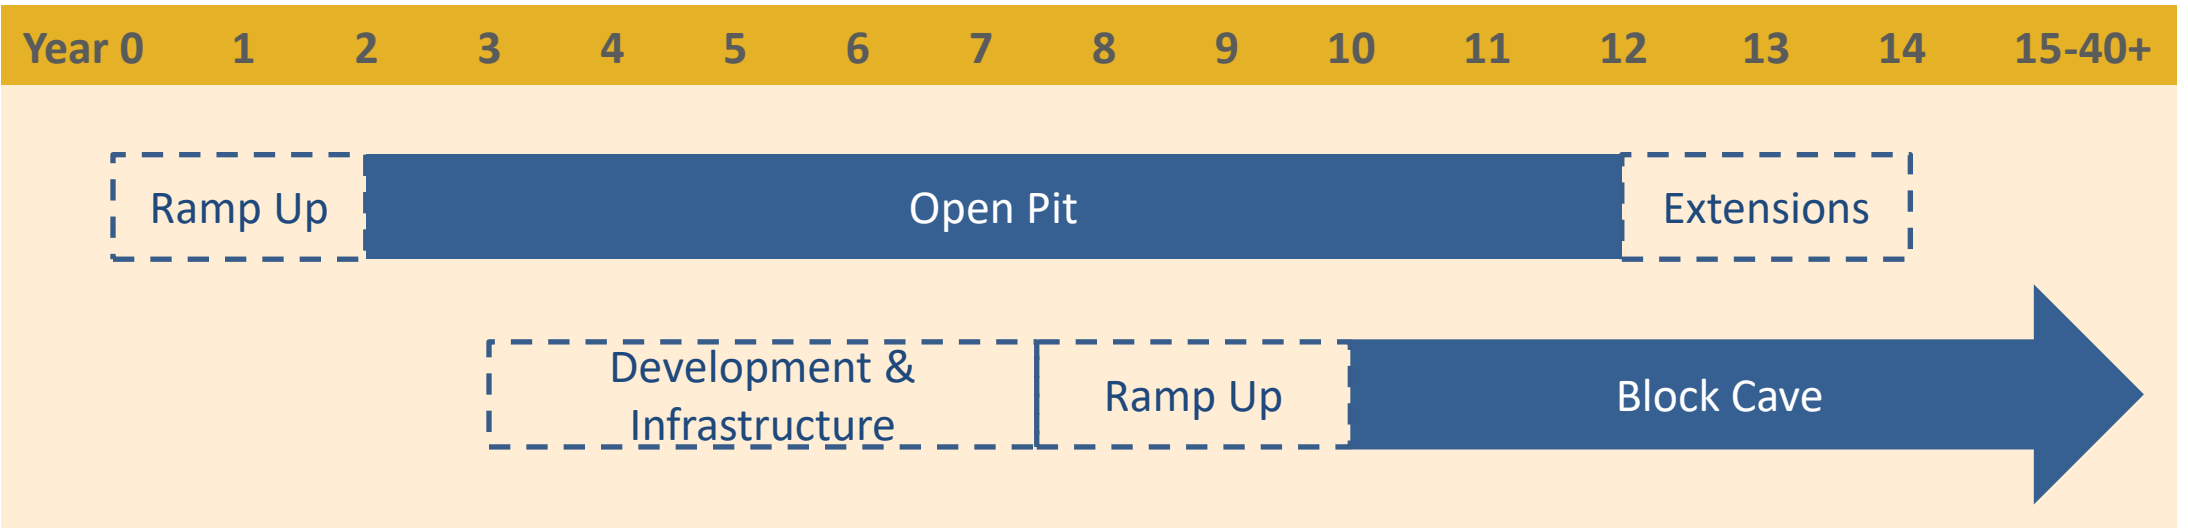 Year 0 1 2 3 4 5 6 7 8 9 10 11 12 13 14 15-40+
Ramp Up Open Pit Extensions
Development &
Infrastructure
Ramp Up Block Cave